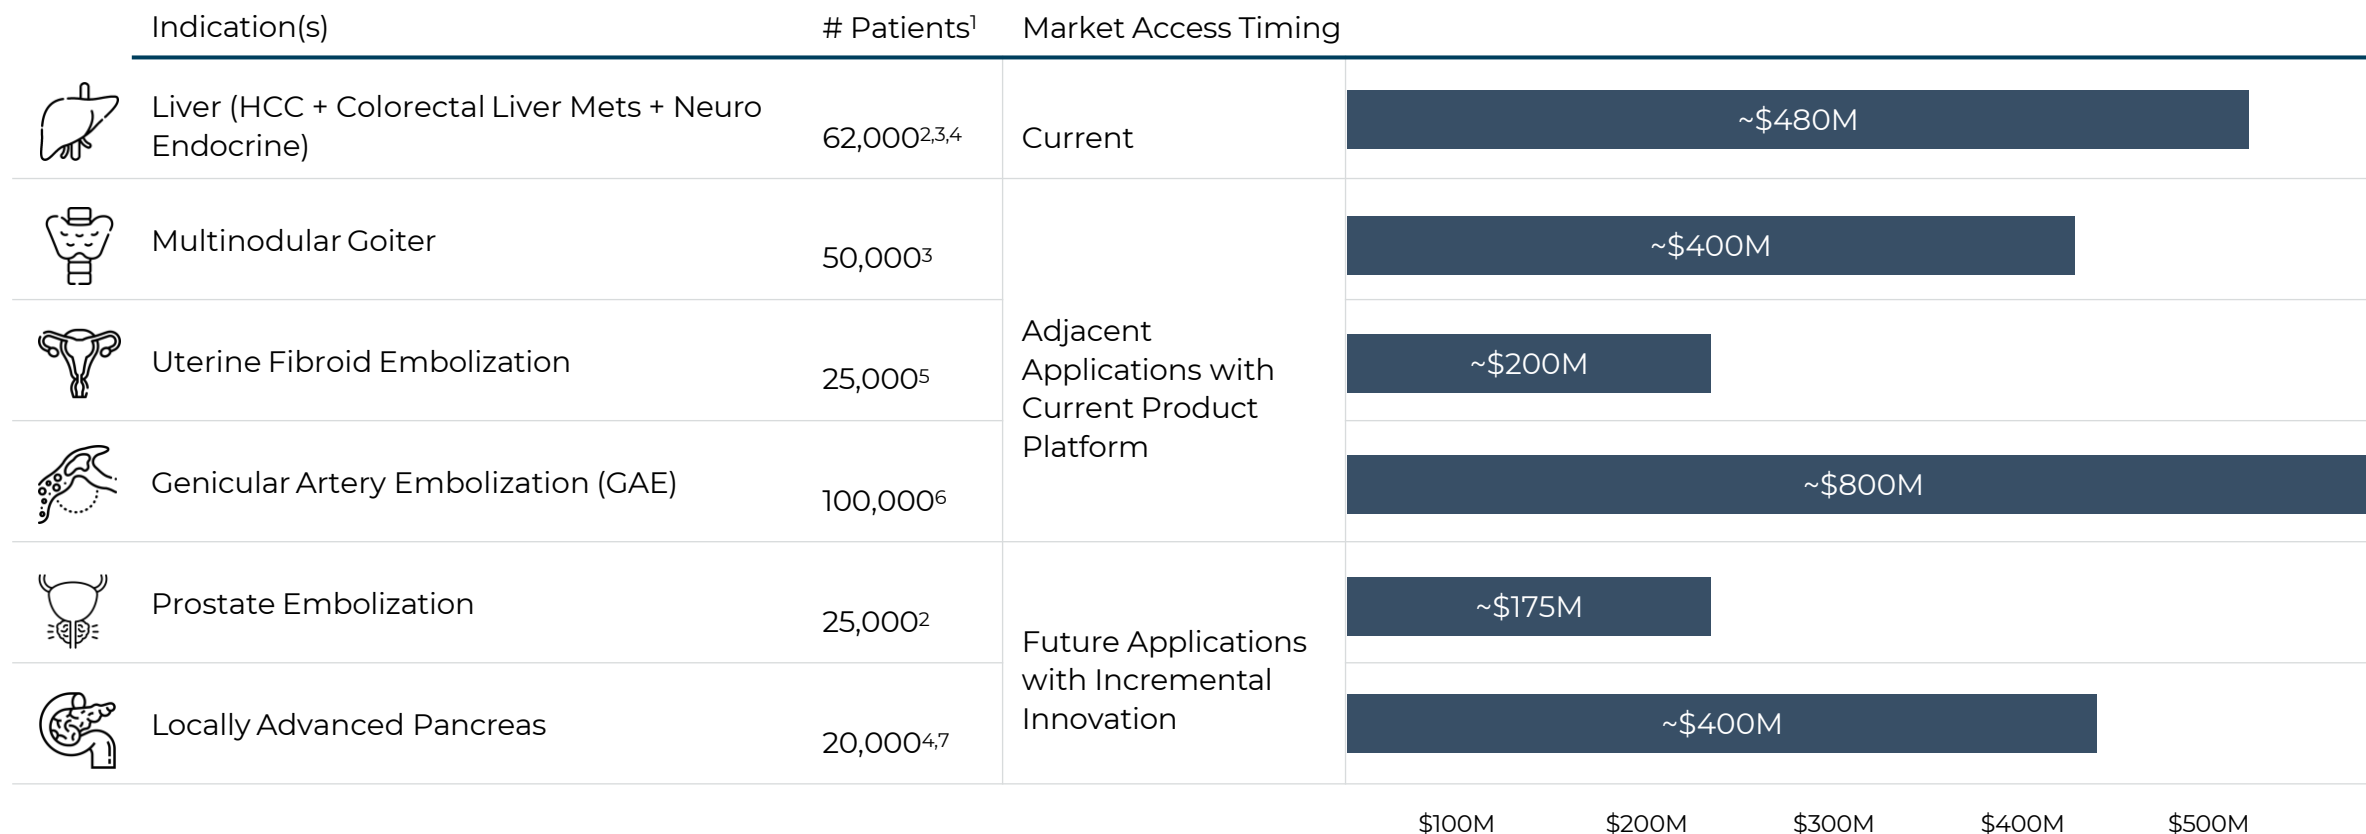 Indication(s)
# Patients¹
Market Access Timing
Liver (HCC + Colorectal Liver Mets + Neuro
Endocrine)
62,000²,³,⁴
Current
~$480M
Multinodular Goiter
50,000³
~$400M
Adjacent
Applications with
Current Product
Platform
Uterine Fibroid Embolization
25,000⁵
~$200M
Genicular Artery Embolization (GAE)
100,000⁶
~$800M
Prostate Embolization
25,000²
~$175M
Future Applications
with Incremental
Innovation
Locally Advanced Pancreas
20,000⁴,⁷
~$400M
$100M
$200M
$300M
$400M
$500M